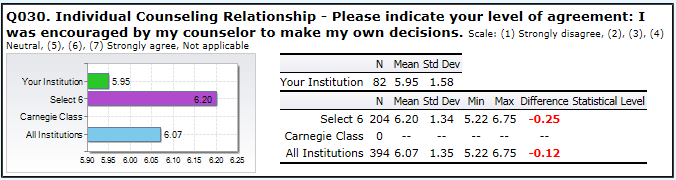 Q030. Individual Counseling Relationship - Please indicate your level of agreement: I
was encouraged by my counselor to make my own decisions. Scale: (1) Strongly disagree, (2), (3), (4)
Neutral, (5), (6), (7) Strongly agree, Not applicable
Your Institution 5.95
Select 6 6.20
Carnegie Class
All Institutions 6.07
5.90 5.95 6.00 6.05 6.10 6.15 6.20 6.25
N Mean Std Dev
Your Institution 82 5.95 1.58
N Mean Std Dev Min Max Difference Statistical Level
Select 6 204 6.20 1.34 5.22 6.75 -0.25
Carnegie Class 0 -- -- -- -- --
All Institutions 394 6.07 1.35 5.22 6.75 -0.12